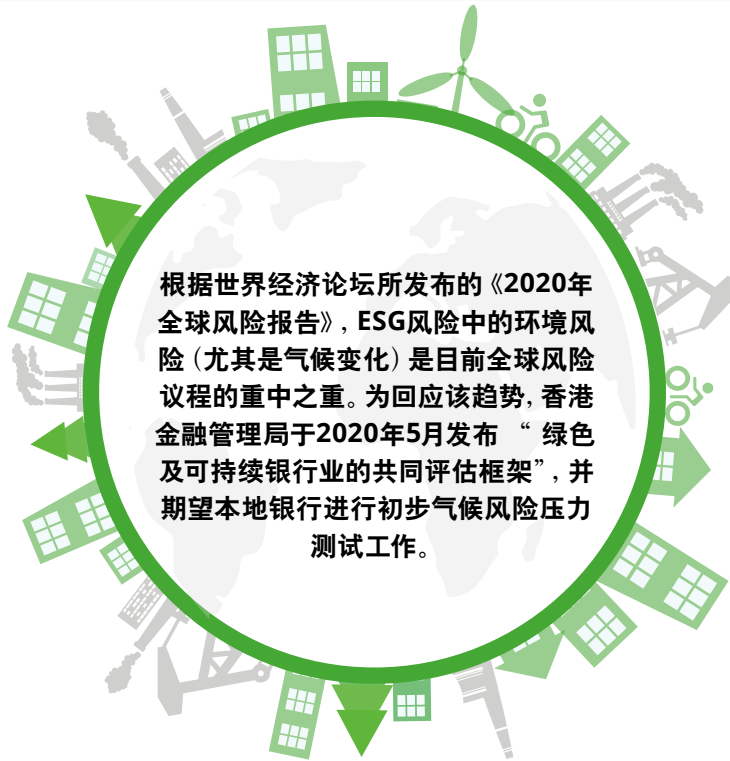 根据世界经济论坛所发布的《2020年
全球风险报告》, ESG风险中的环境风
险（尤其是气候变化）是目前全球风险
议程的重中之重。为回应该趋势, 香港
金融管理局于2020年5月发布 “ 绿色
及可持续银行业的共同评估框架”, 并
期望本地银行进行初步气候风险压力
测试工作。